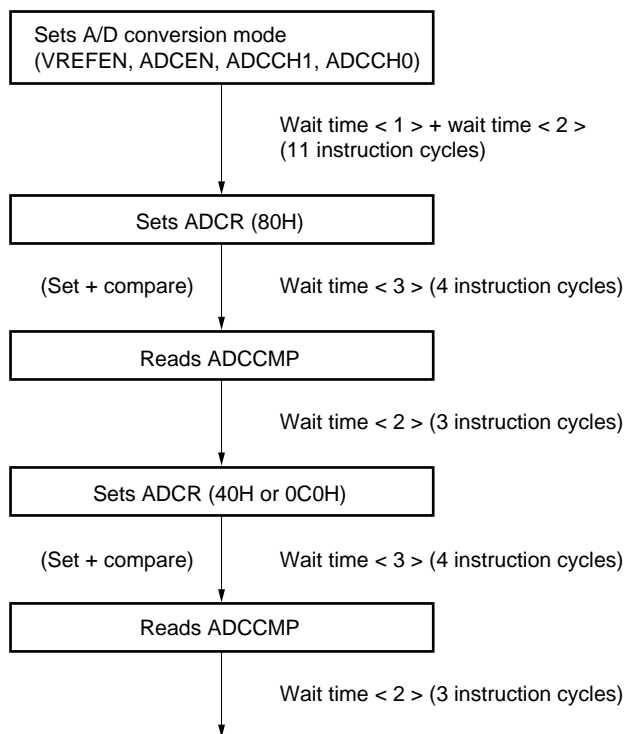 Sets A/D conversion mode
(VREFEN, ADCEN, ADCCH1, ADCCH0)
Wait time < 1 > + wait time < 2 >
(11 instruction cycles)
Sets ADCR (80H)
(Set + compare) Wait time < 3 > (4 instruction cycles)
Reads ADCCMP
Wait time < 2 > (3 instruction cycles)
Sets ADCR (40H or 0C0H)
(Set + compare) Wait time < 3 > (4 instruction cycles)
Reads ADCCMP
Wait time < 2 > (3 instruction cycles)